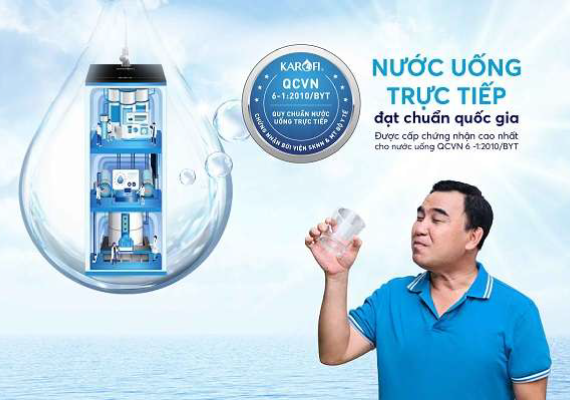 KAROFI
QCVN
6-1:2010/BYT
QUY CHUẨN NƯỚC
UỐNG TRỰC TIẾP
CHỨNG NHẬN BỞI VIỆN SKNN & MT BỘ Y TẾ
NƯỚC UỐNG
TRỰC TIẾP
đạt chuẩn quốc gia
Được cấp chứng nhận cao nhất
cho nước uống QCVN 6 -1:2010/BYT